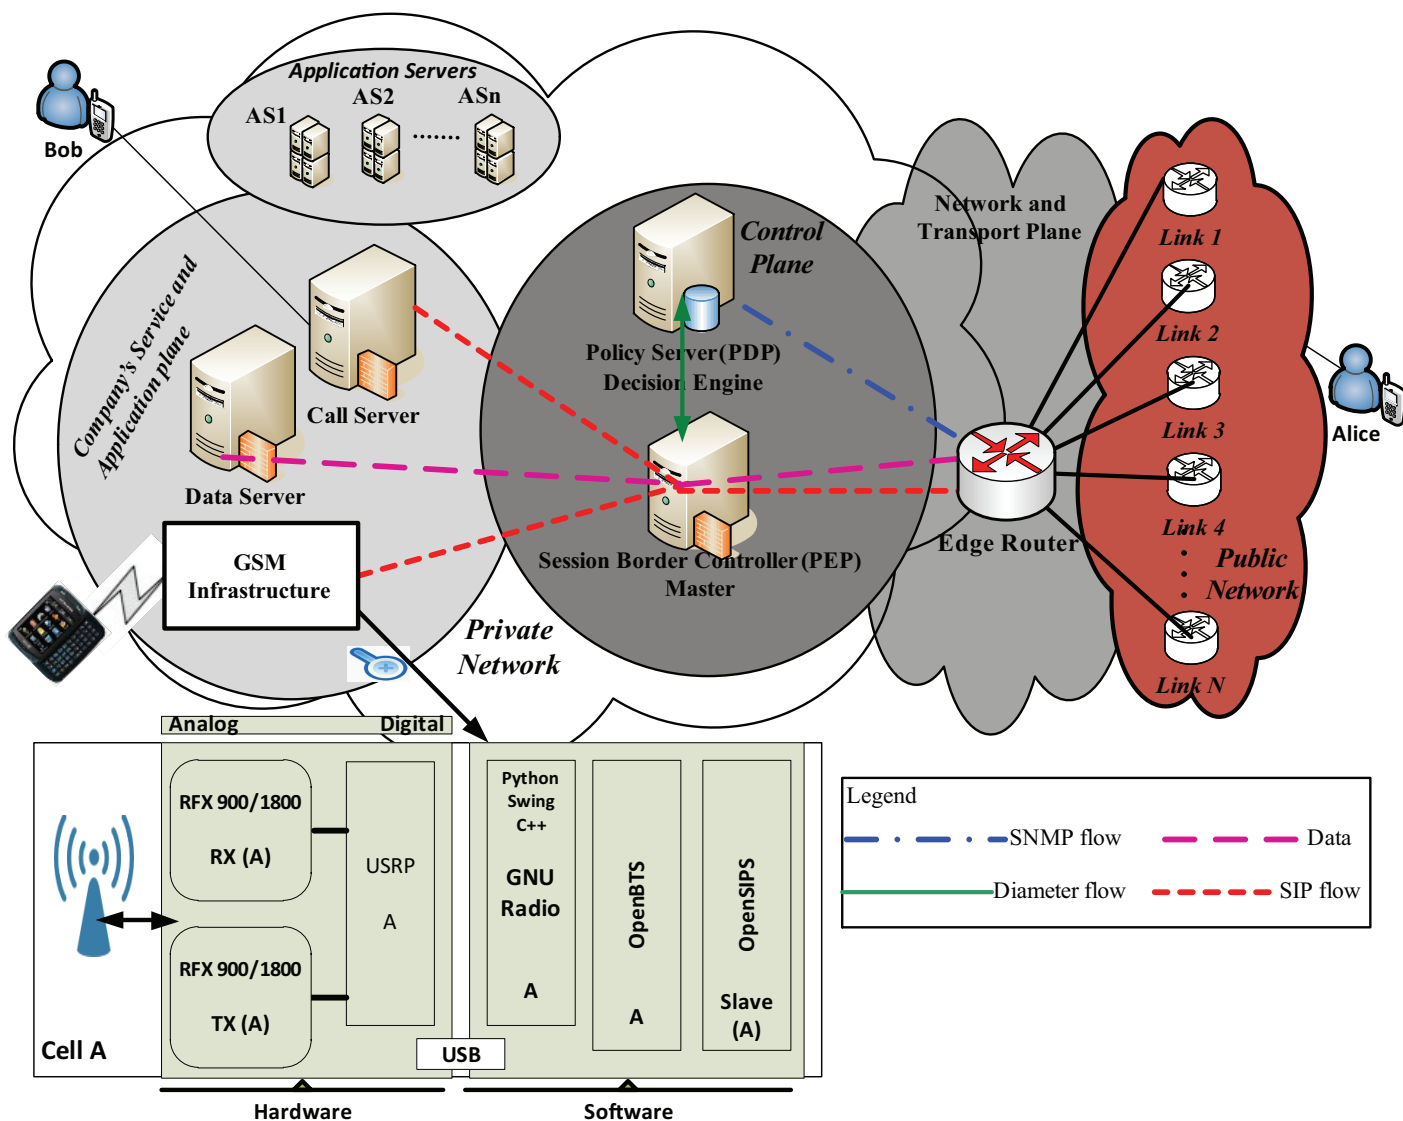 Application Servers
AS1
AS2
ASn
Bob
Company's Service and
Application plane
Call Server
Data Server
GSM
Infrastructure
Private
Network
Control
Plane
Policy Server(PDP)
Decision Engine
Session Border Controller(PEP)
Master
Network and
Transport Plane
Edge Router
Link 1
Link 2
Link 3
Link 4
Public
Network
Link N
Alice
Analog
Digital
RFX 900/1800
RX (A)
RFX 900/1800
TX (A)
USRP
A
Cell A
USB
Python
Swing
C++
GNU
Radio
A
OpenBTS
A
OpenSIPS
Slave
(A)
Hardware
Software
Legend
SNMP flow
Data
Diameter flow
SIP flow